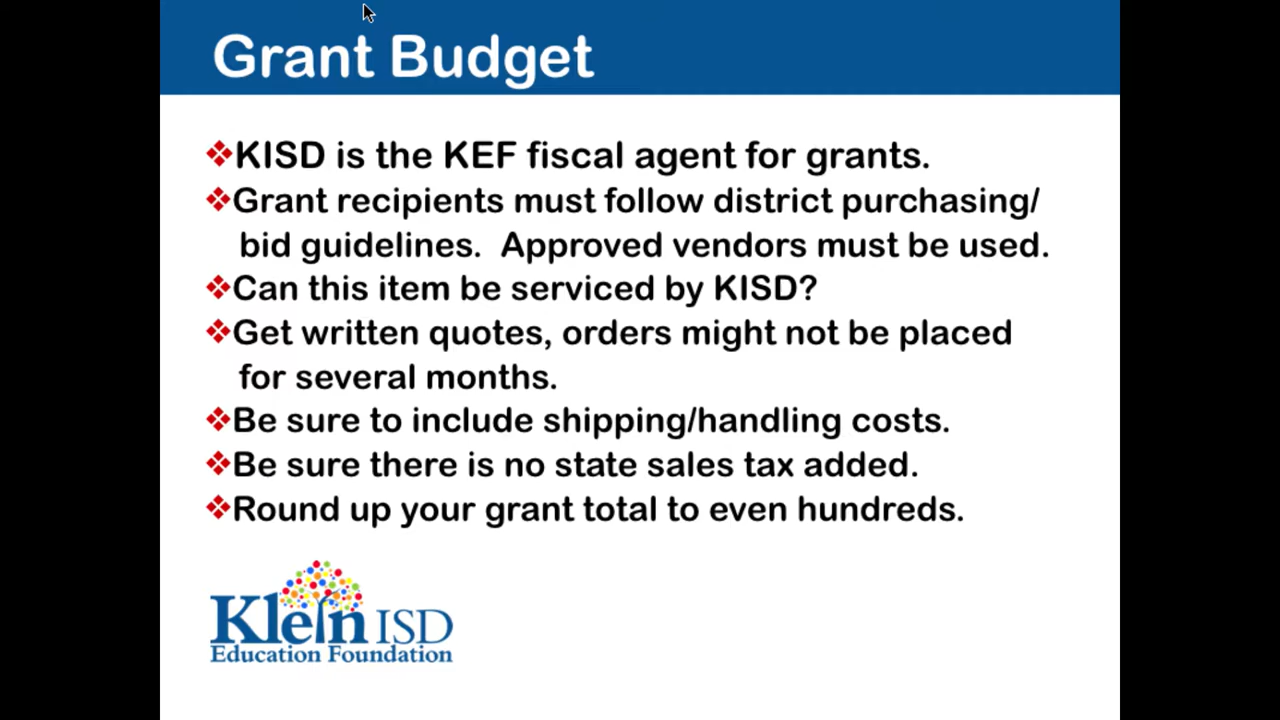 Grant Budget
❖KISD is the KEF fiscal agent for grants.
❖Grant recipients must follow district purchasing/
bid guidelines.  Approved vendors must be used.
❖Can this item be serviced by KISD?
❖Get written quotes, orders might not be placed
for several months.
❖Be sure to include shipping/handling costs.
❖Be sure there is no state sales tax added.
❖Round up your grant total to even hundreds.
Klein ISD
Education Foundation